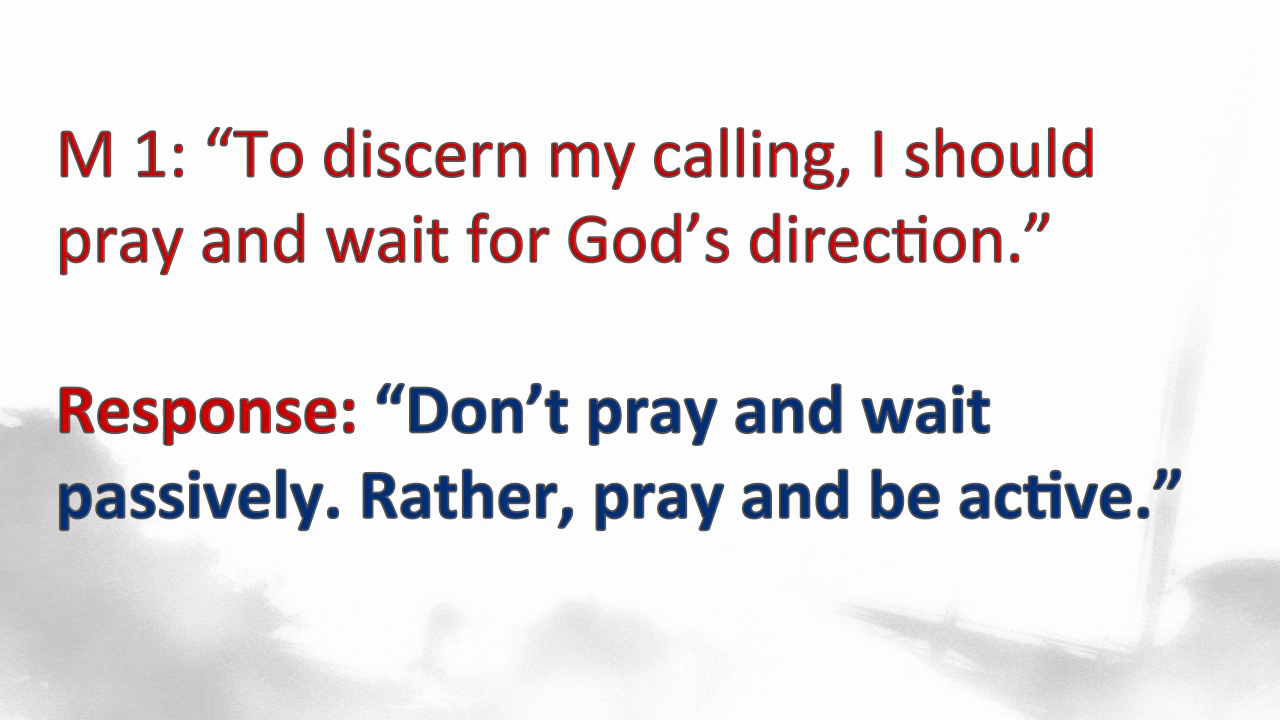 M 1: “To discern my calling, I should
pray and wait for God’s direction.”
Response: “Don’t pray and wait
passively. Rather, pray and be active.”